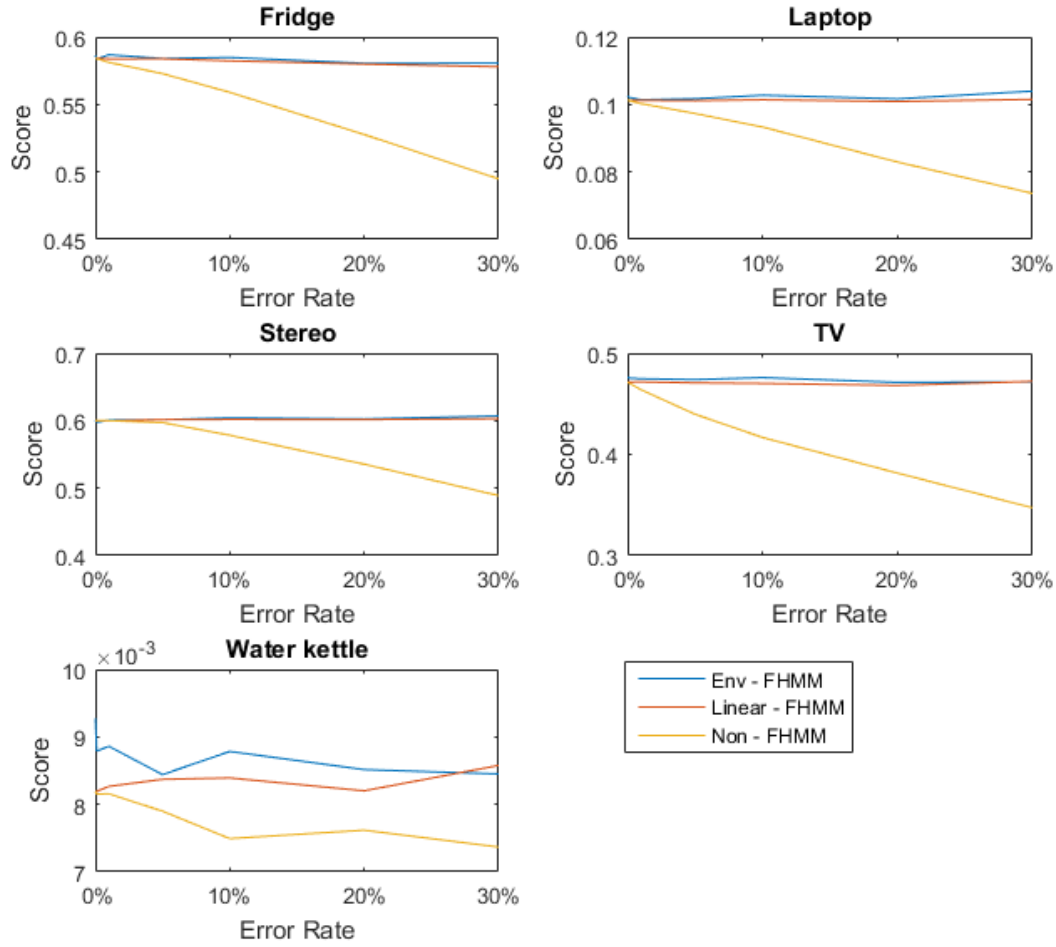 Fridge
0.6
0.55
0.5
0.45
Score
0% 10% 20% 30%
Error Rate
Laptop
0.12
0.1
0.08
0.06
Score
0% 10% 20% 30%
Error Rate
Stereo
0.7
0.6
0.5
0.4
Score
0% 10% 20% 30%
Error Rate
TV
0.5
0.4
0.3
Score
0% 10% 20% 30%
Error Rate
Water kettle
×10⁻³
10
9
8
7
Score
0% 10% 20% 30%
Error Rate
Env - FHMM
Linear - FHMM
Non - FHMM